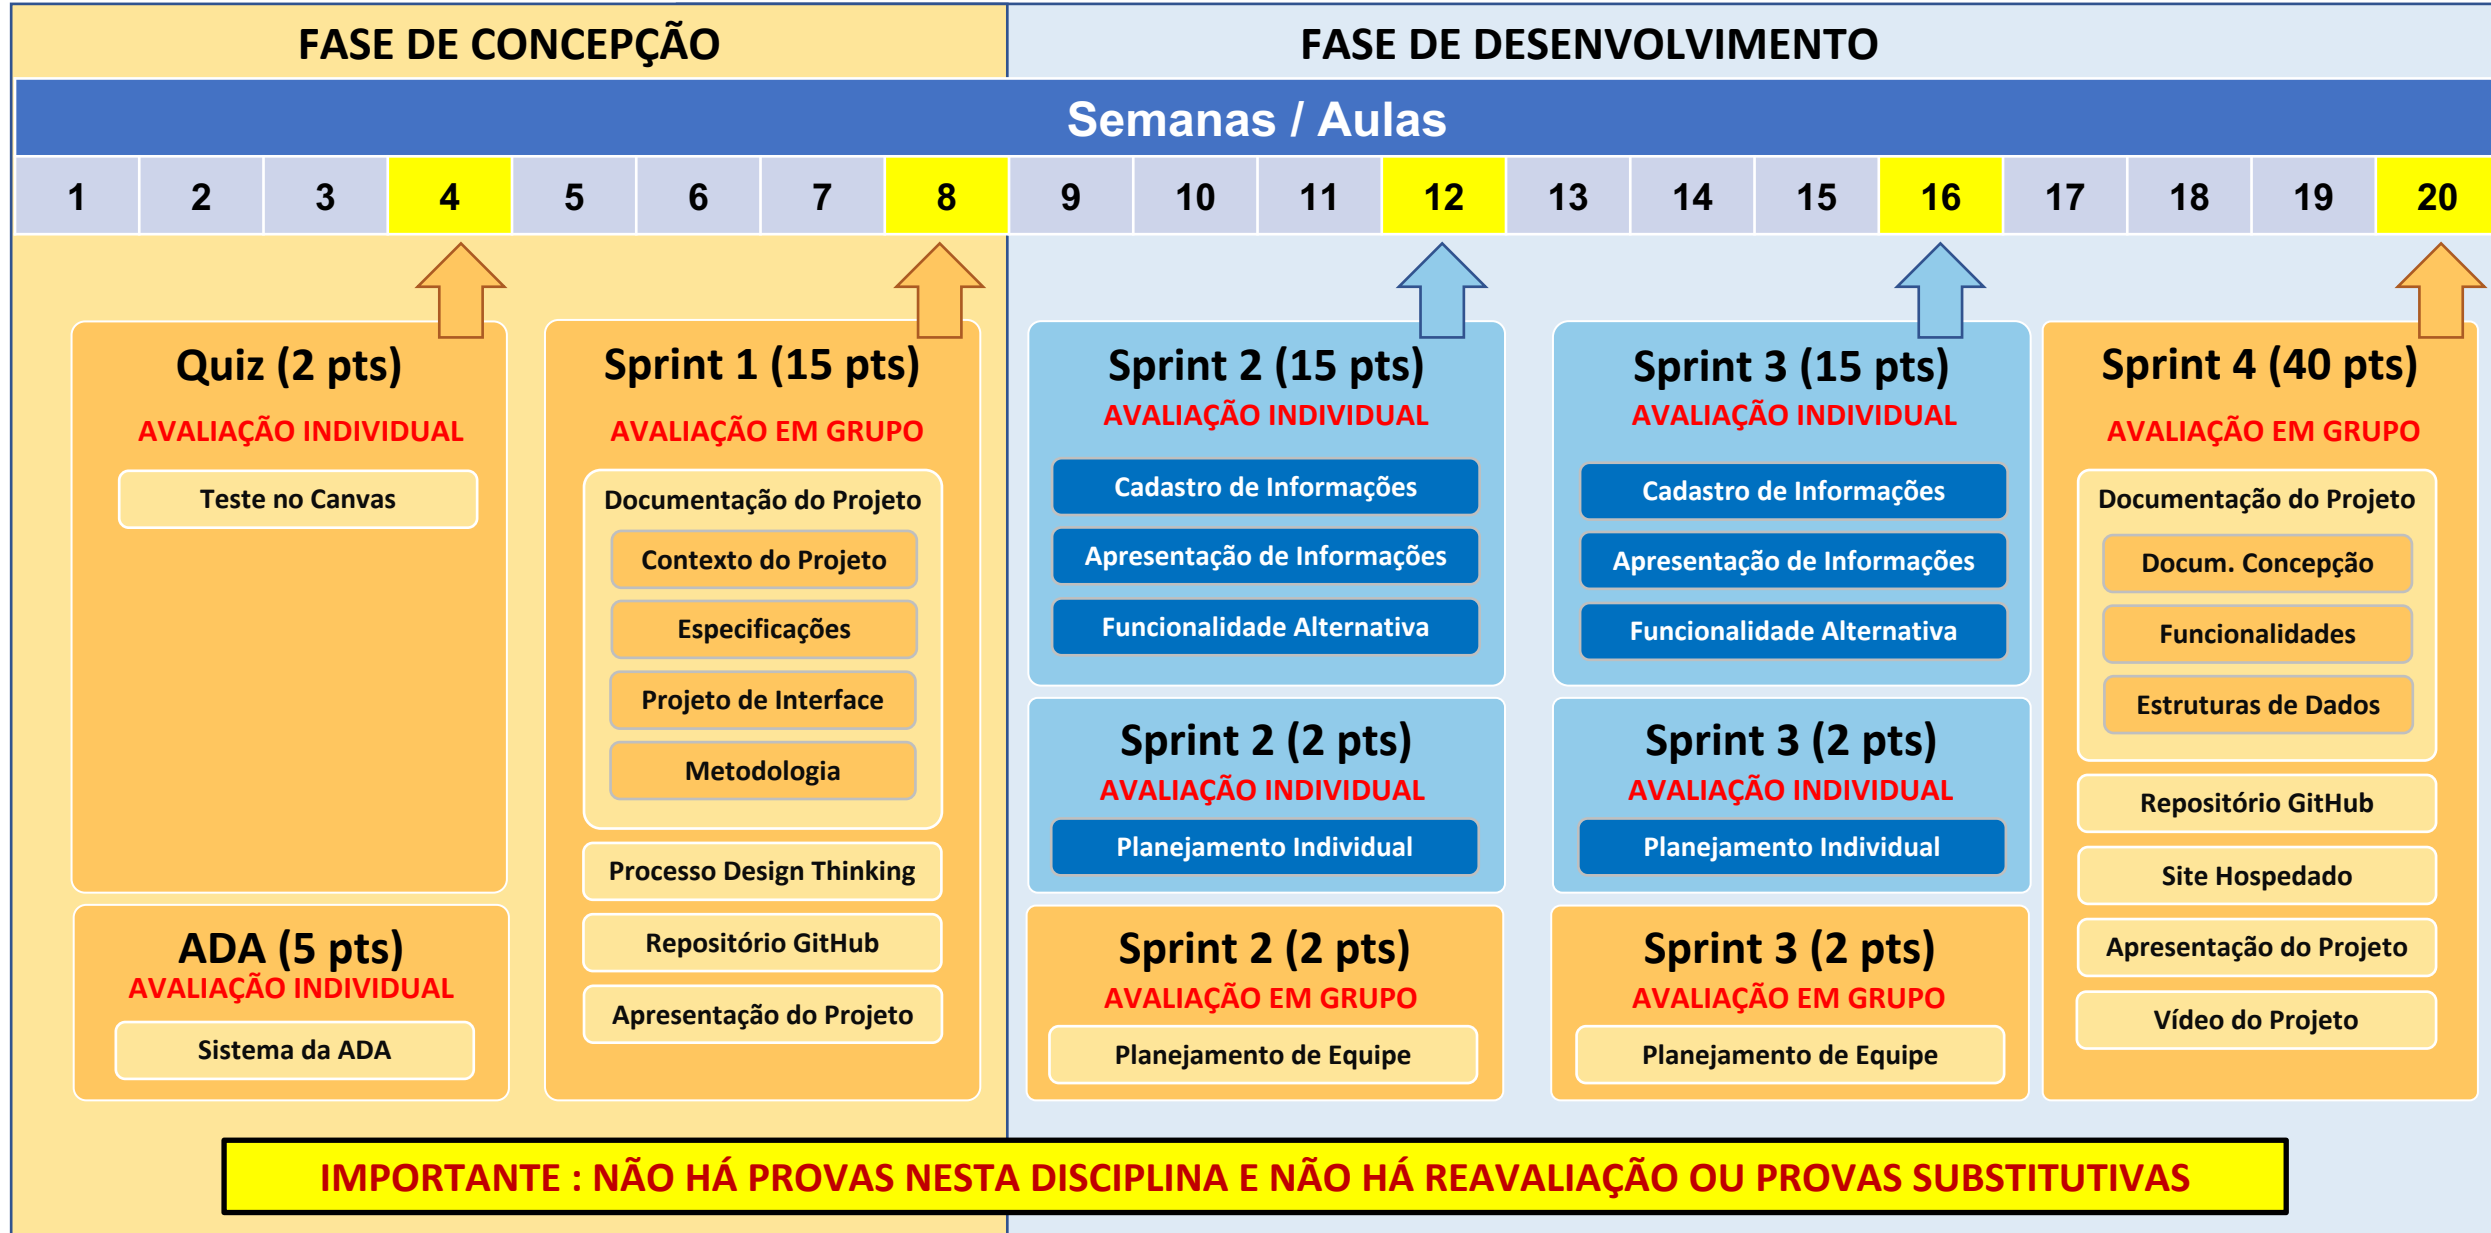 FASE DE CONCEPÇÃO
FASE DE DESENVOLVIMENTO
Semanas / Aulas
1 2 3 4 5 6 7 8 9 10 11 12 13 14 15 16 17 18 19 20
Quiz (2 pts)
AVALIAÇÃO INDIVIDUAL
Teste no Canvas
ADA (5 pts)
AVALIAÇÃO INDIVIDUAL
Sistema da ADA
Sprint 1 (15 pts)
AVALIAÇÃO EM GRUPO
Documentação do Projeto
Contexto do Projeto
Especificações
Projeto de Interface
Metodologia
Processo Design Thinking
Repositório GitHub
Apresentação do Projeto
Sprint 2 (15 pts)
AVALIAÇÃO INDIVIDUAL
Cadastro de Informações
Apresentação de Informações
Funcionalidade Alternativa
Sprint 2 (2 pts)
AVALIAÇÃO INDIVIDUAL
Planejamento Individual
Sprint 2 (2 pts)
AVALIAÇÃO EM GRUPO
Planejamento de Equipe
Sprint 3 (15 pts)
AVALIAÇÃO INDIVIDUAL
Cadastro de Informações
Apresentação de Informações
Funcionalidade Alternativa
Sprint 3 (2 pts)
AVALIAÇÃO INDIVIDUAL
Planejamento Individual
Sprint 3 (2 pts)
AVALIAÇÃO EM GRUPO
Planejamento de Equipe
Sprint 4 (40 pts)
AVALIAÇÃO EM GRUPO
Documentação do Projeto
Docum. Concepção
Funcionalidades
Estruturas de Dados
Repositório GitHub
Site Hospedado
Apresentação do Projeto
Vídeo do Projeto
IMPORTANTE : NÃO HÁ PROVAS NESTA DISCIPLINA E NÃO HÁ REAVALIAÇÃO OU PROVAS SUBSTITUTIVAS